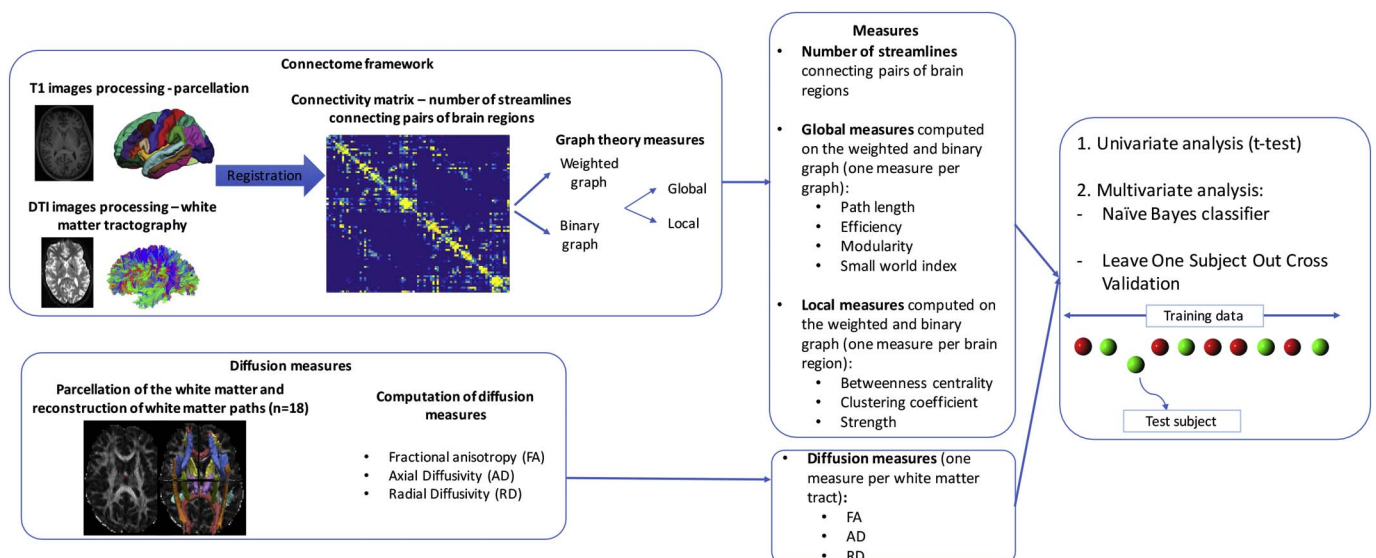 Connectome framework
T1 images processing - parcellation
DTI images processing – white
matter tractography
Registration
Connectivity matrix – number of streamlines
connecting pairs of brain regions
Graph theory measures
Weighted
graph
Binary
graph
Global
Local
Diffusion measures
Parcellation of the white matter and
reconstruction of white matter paths (n=18)
Computation of diffusion
measures
• Fractional anisotropy (FA)
• Axial Diffusivity (AD)
• Radial Diffusivity (RD)
Measures
• Number of streamlines
connecting pairs of brain
regions
• Global measures computed
on the weighted and binary
graph (one measure per
graph):
• Path length
• Efficiency
• Modularity
• Small world index
• Local measures computed on
the weighted and binary
graph (one measure per brain
region):
• Betweenness centrality
• Clustering coefficient
• Strength
• Diffusion measures (one
measure per white matter
tract):
• FA
• AD
• RD
1. Univariate analysis (t-test)
2. Multivariate analysis:
- Naïve Bayes classifier
- Leave One Subject Out Cross
Validation
Training data
Test subject